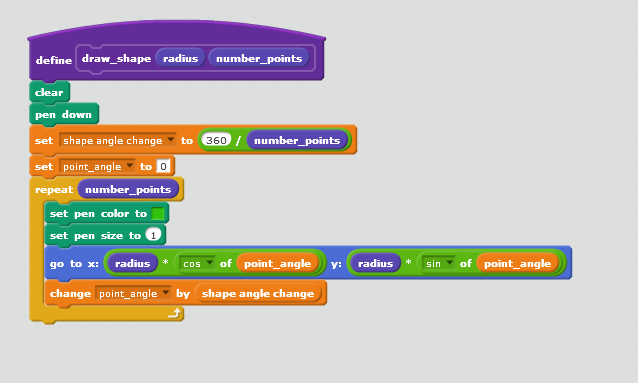 define draw_shape radius number_points
clear
pen down
set shape angle change to 360 / number_points
set point_angle to 0
repeat number_points
set pen color to
set pen size to 1
go to x: radius * cos of point_angle y: radius * sin of point_angle
change point_angle by shape angle change